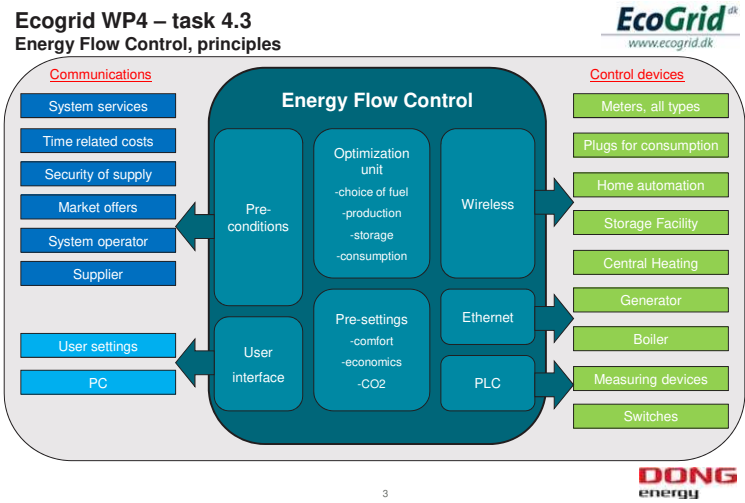 Ecogrid WP4 – task 4.3
Energy Flow Control, principles
EcoGrid dk
www.ecogrid.dk
Communications
System services
Time related costs
Security of supply
Market offers
System operator
Supplier
User settings
PC
Energy Flow Control
Pre-
conditions
User
interface
Optimization
unit
-choice of fuel
-production
-storage
-consumption
Pre-settings
-comfort
-economics
-CO2
Wireless
Ethernet
PLC
Control devices
Meters, all types
Plugs for consumption
Home automation
Storage Facility
Central Heating
Generator
Boiler
Measuring devices
Switches
3
DONG
energy